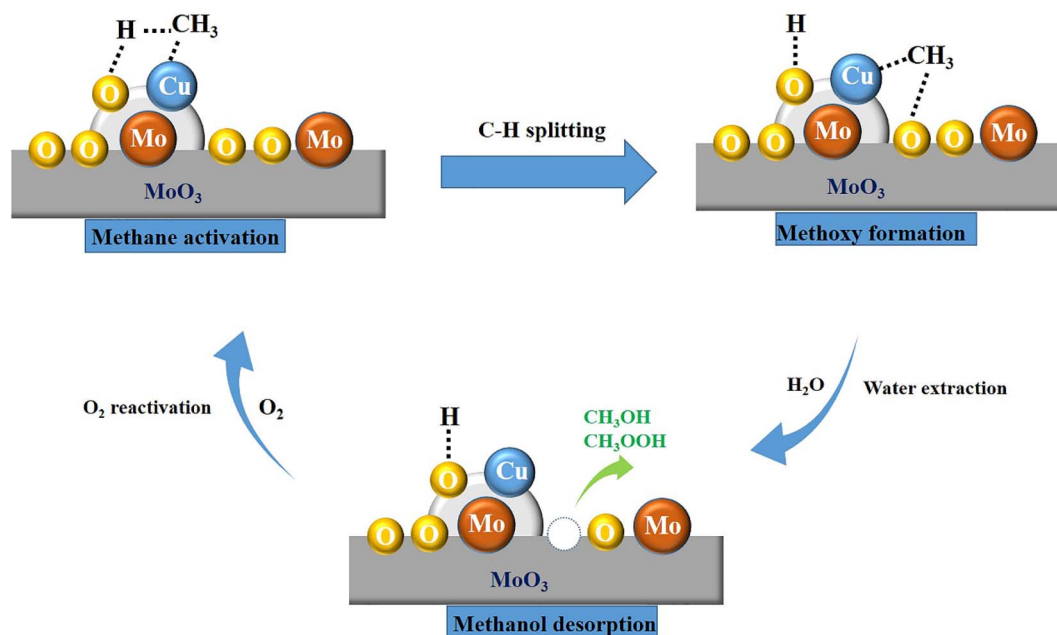 H CH₃
O Cu
O O Mo O O Mo
MoO₃
Methane activation
C-H splitting
H
O Cu CH₃
O O Mo O O Mo
MoO₃
Methoxy formation
O₂ reactivation O₂
H₂O Water extraction
H
CH₃OH
CH₃OOH
O Cu
O O Mo O Mo
MoO₃
Methanol desorption